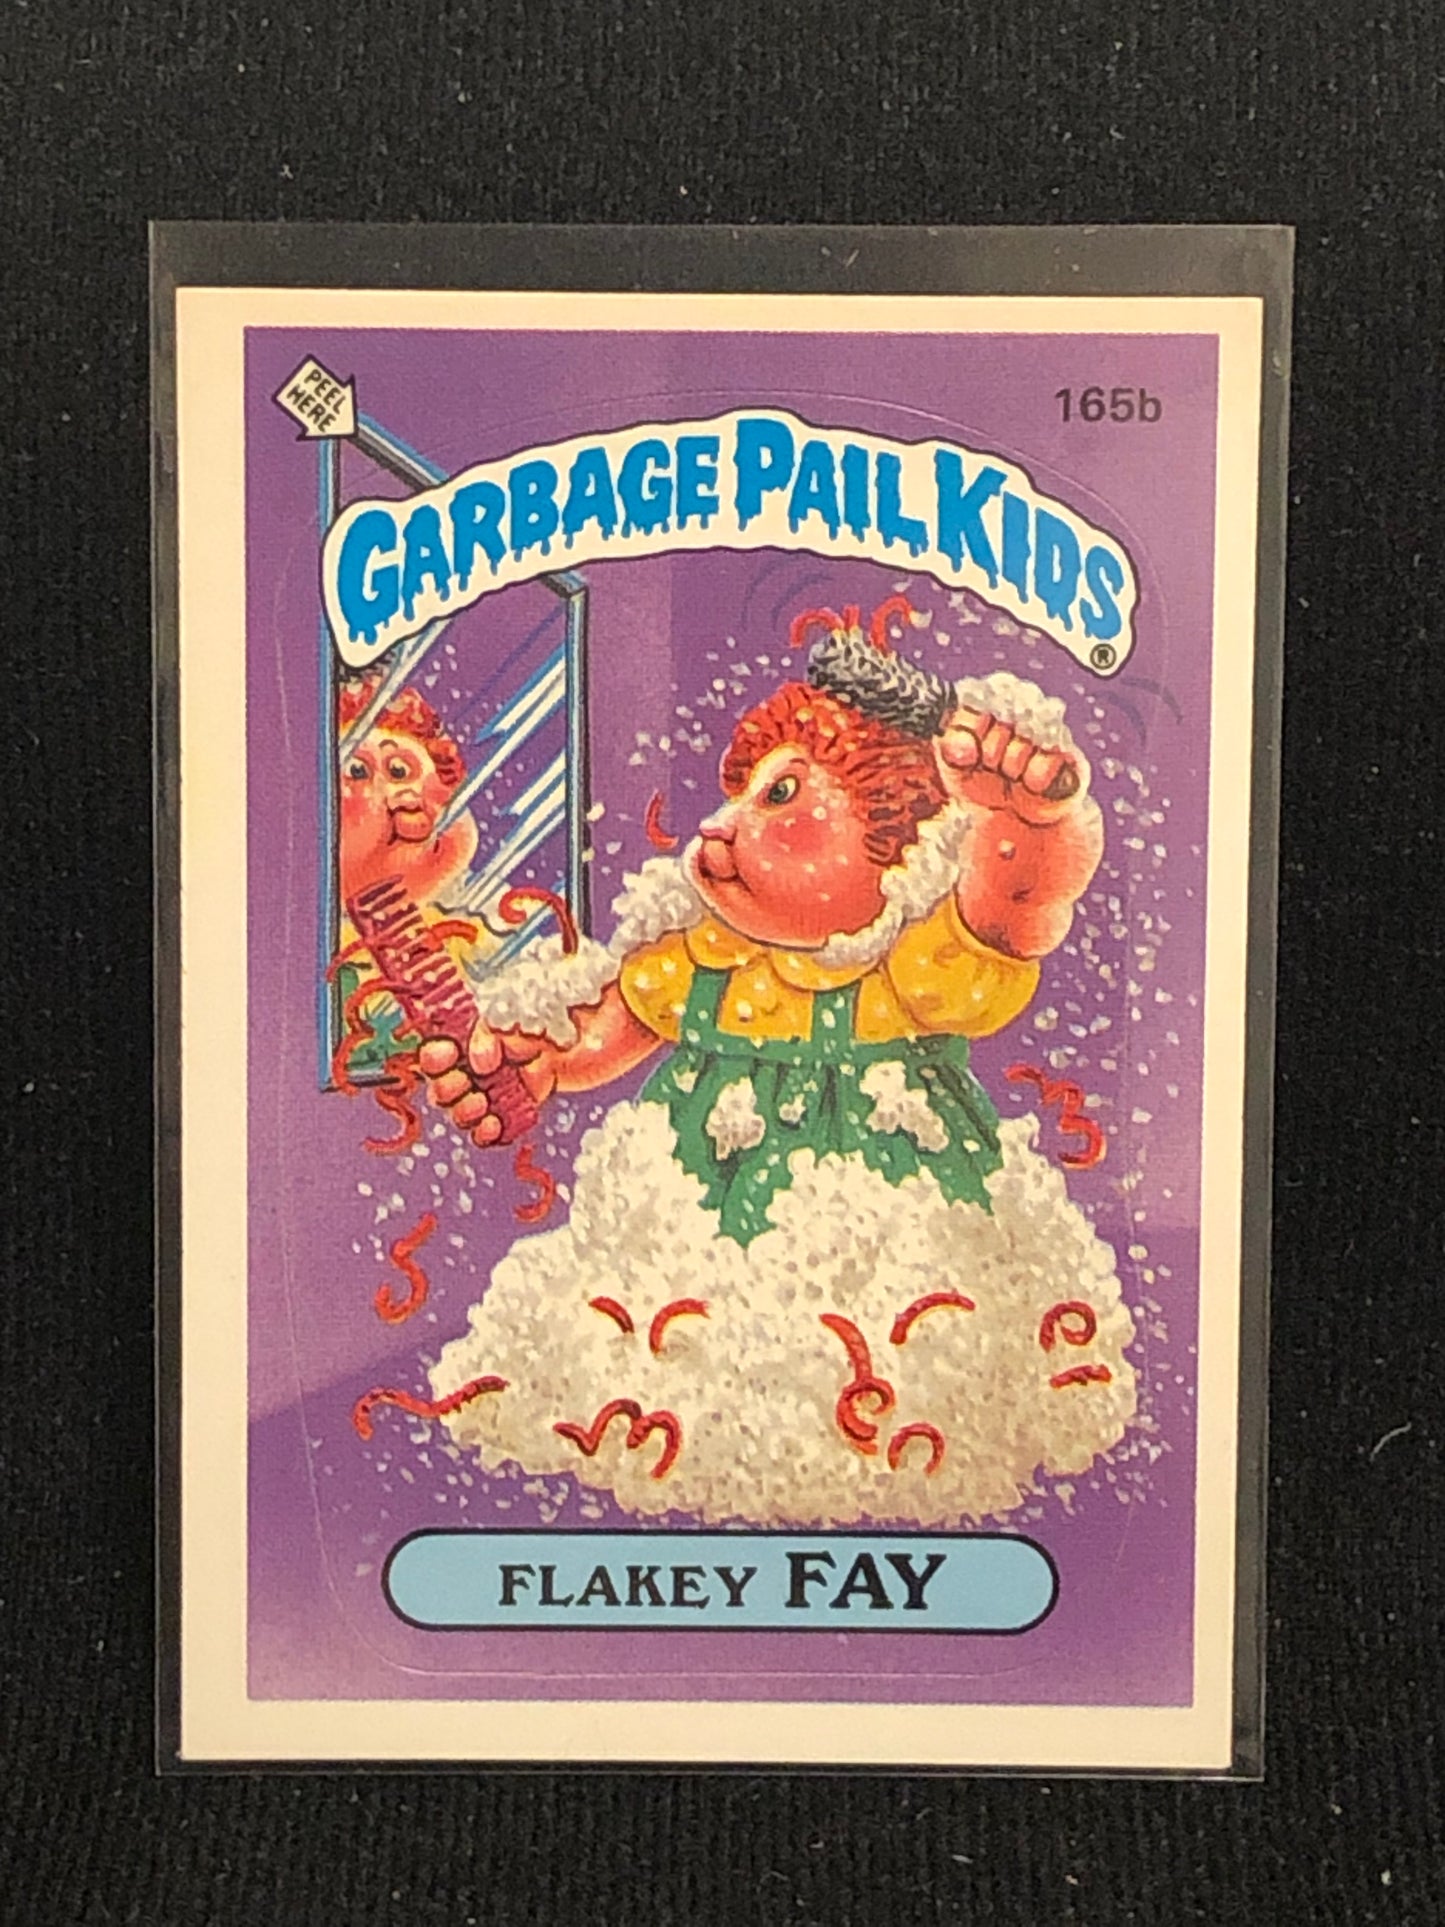 PEEL
HERE
165b
GARBAGE PAIL KIDS
®
FLAKEY FAY